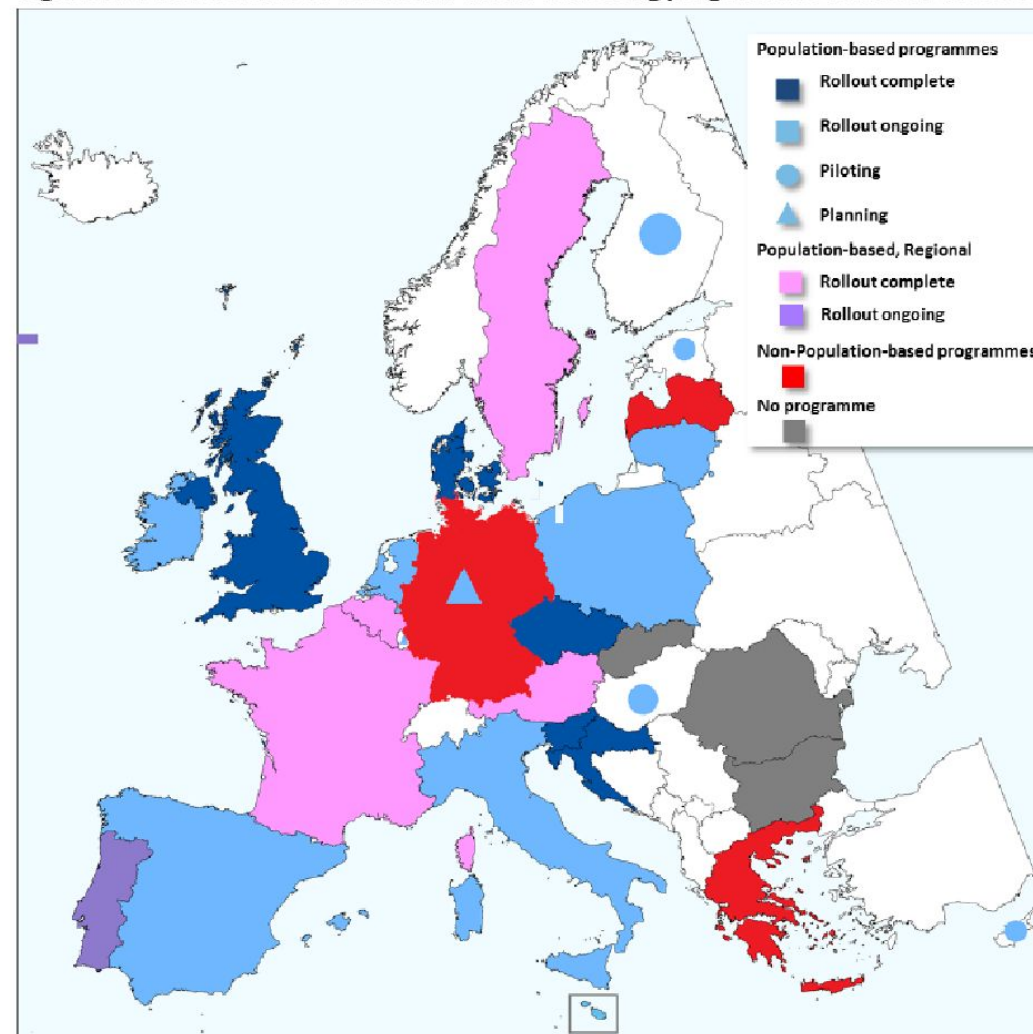 Population-based programmes
Rollout complete
Rollout ongoing
Piloting
Planning
Population-based, Regional
Rollout complete
Rollout ongoing
Non-Population-based programmes
No programme